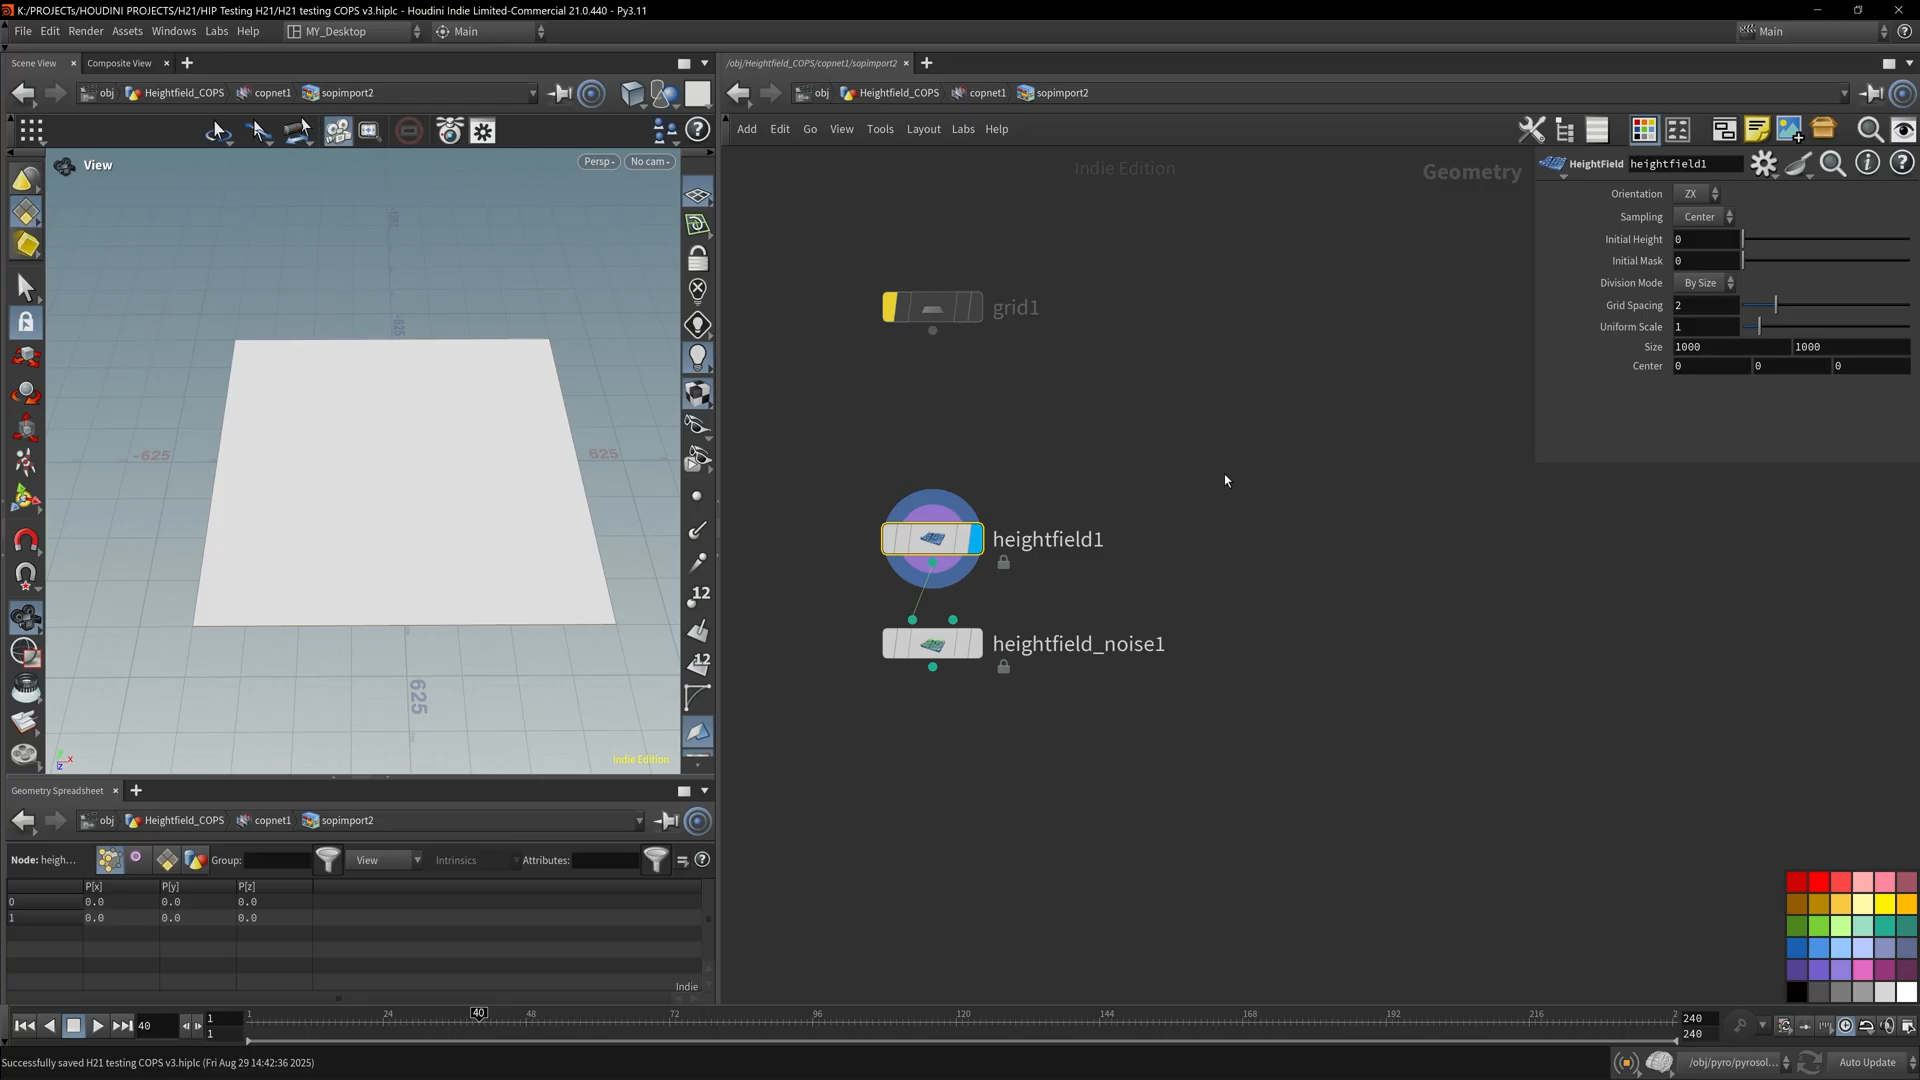 K:/PROJECTs/HOUDINI PROJECTS/H21/HIP Testing H21/H21 testing COPS v3.hiplc - Houdini Indie Limited-Commercial 21.0.440 - Py3.11
File Edit Render Assets Windows Labs Help MY_Desktop Main Main
Scene View Composite View
/obj/Heightfield_COPS/copnet1/sopimport2
obj Heightfield_COPS copnet1 sopimport2
obj Heightfield_COPS copnet1 sopimport2
Add Edit Go View Tools Layout Labs Help
View Persp No cam
Indie Edition
Geometry
HeightField heightfield1
Orientation ZX
Sampling Center
Initial Height 0
Initial Mask 0
Division Mode By Size
Grid Spacing 2
Uniform Scale 1
Size 1000 1000
Center 0 0 0
grid1
-625
625
625
heightfield1
heightfield_noise1
12
12
Indie Edition
z x
Geometry Spreadsheet
obj Heightfield_COPS copnet1 sopimport2
Node: heigh... Group: View Intrinsics Attributes:
P[x] P[y] P[z]
0 0.0 0.0 0.0
1 0.0 0.0 0.0
Indie
40 1 1 1 24 40 48 72 96 120 144 168 192 216 2 240 240
Successfully saved H21 testing COPS v3.hiplc (Fri Aug 29 14:42:36 2025)
/obj/pyro/pyrosol... Auto Update